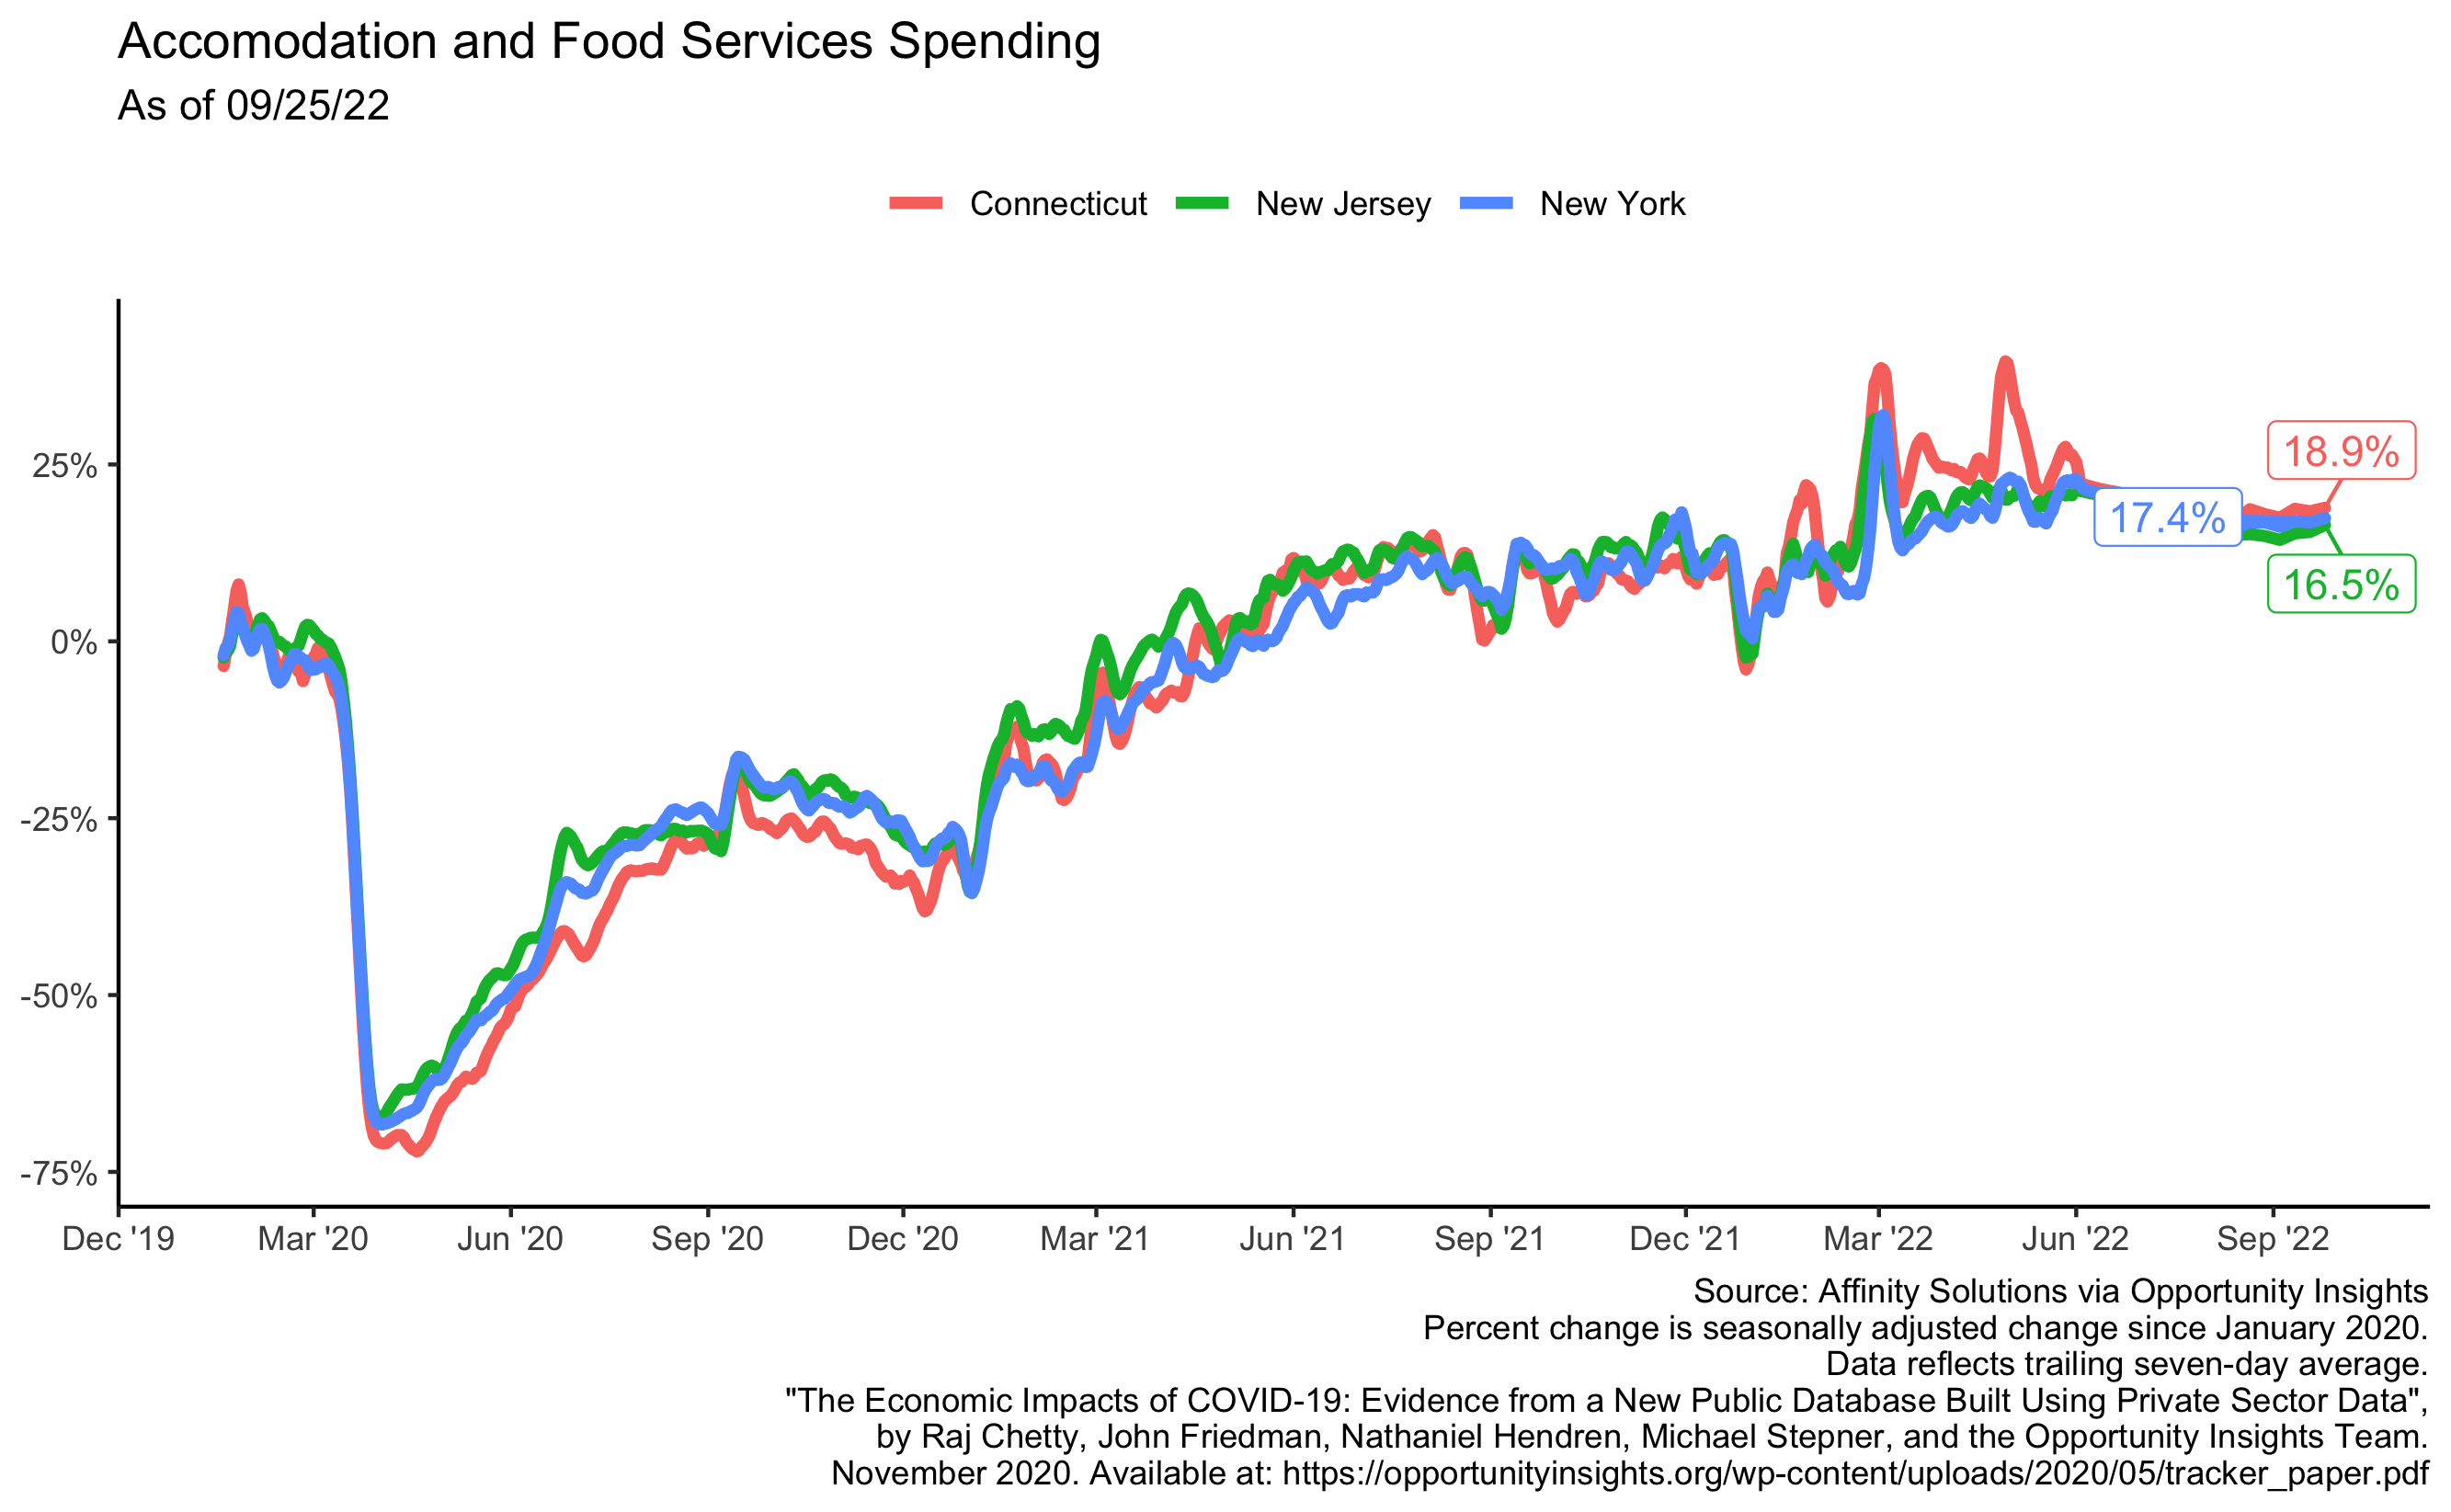 Accomodation and Food Services Spending
As of 09/25/22
Connecticut New Jersey New York
25%
0%
-25%
-50%
-75%
18.9%
17.4%
16.5%
Dec '19 Mar '20 Jun '20 Sep '20 Dec '20 Mar '21 Jun '21 Sep '21 Dec '21 Mar '22 Jun '22 Sep '22
Source: Affinity Solutions via Opportunity Insights
Percent change is seasonally adjusted change since January 2020.
Data reflects trailing seven-day average.
"The Economic Impacts of COVID-19: Evidence from a New Public Database Built Using Private Sector Data",
by Raj Chetty, John Friedman, Nathaniel Hendren, Michael Stepner, and the Opportunity Insights Team.
November 2020. Available at: https://opportunityinsights.org/wp-content/uploads/2020/05/tracker_paper.pdf